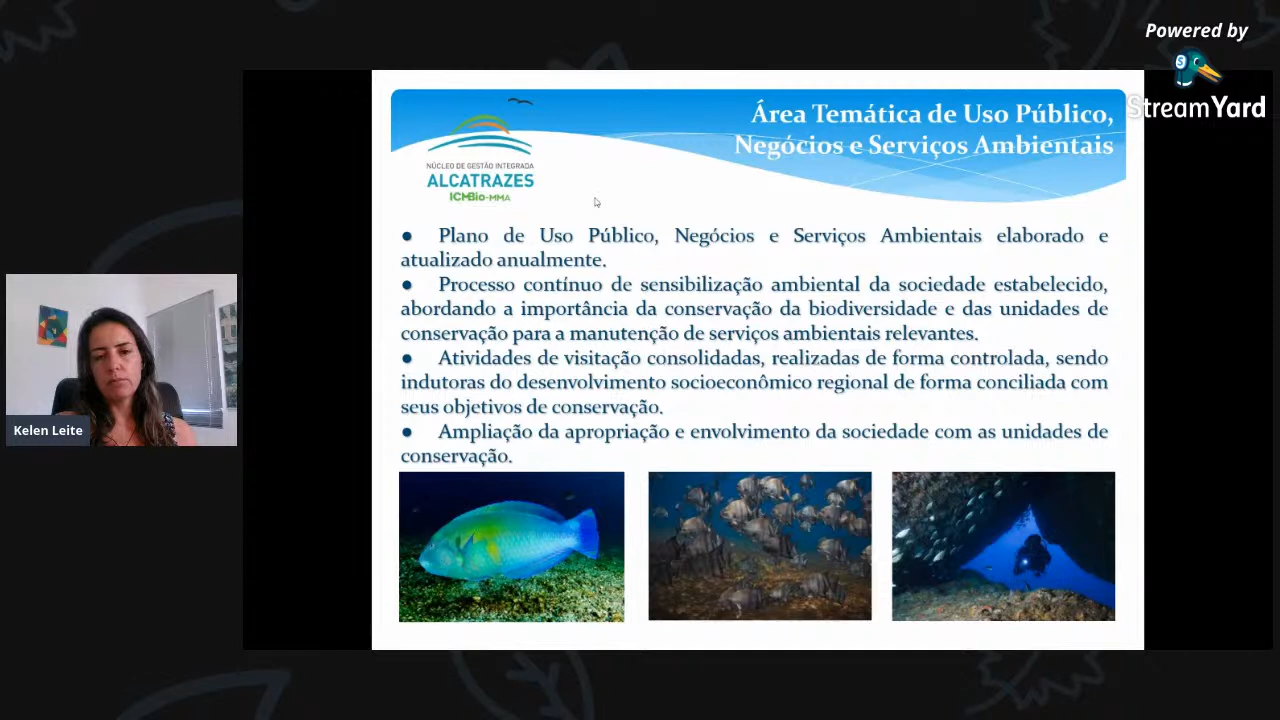 Powered by
StreamYard
Área Temática de Uso Público,
Negócios e Serviços Ambientais
NÚCLEO DE GESTÃO INTEGRADA
ALCATRAZES
ICMBio-MMA
● Plano de Uso Público, Negócios e Serviços Ambientais elaborado e
atualizado anualmente.
● Processo contínuo de sensibilização ambiental da sociedade estabelecido,
abordando a importância da conservação da biodiversidade e das unidades de
conservação para a manutenção de serviços ambientais relevantes.
● Atividades de visitação consolidadas, realizadas de forma controlada, sendo
indutoras do desenvolvimento socioeconômico regional de forma conciliada com
seus objetivos de conservação.
● Ampliação da apropriação e envolvimento da sociedade com as unidades de
conservação.
Kelen Leite